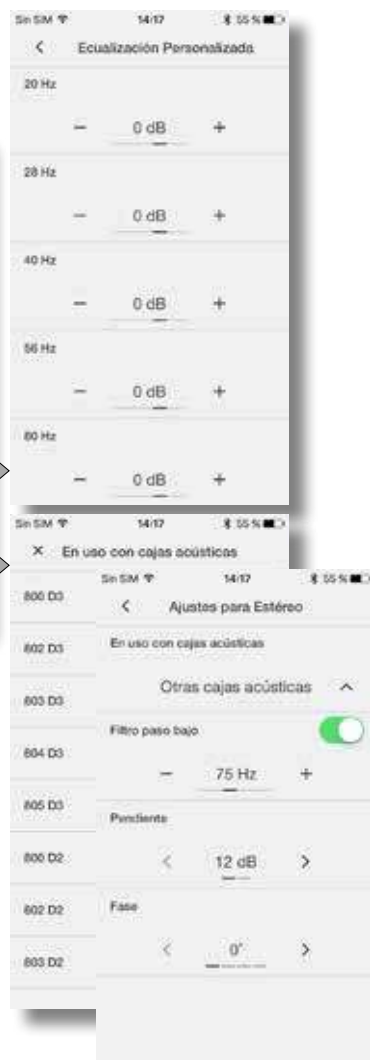 Sin SIM 14:17 55 %
Ecualización Personalizada
20 Hz
− 0 dB +
28 Hz
− 0 dB +
40 Hz
− 0 dB +
56 Hz
− 0 dB +
80 Hz
− 0 dB +
Sin SIM 14:17 55 %
× En uso con cajas acústicas
800 D3
802 D3
803 D3
804 D3
805 D3
800 D2
802 D2
803 D2
Sin SIM 14:17 55 %
Ajustes para Estéreo
En uso con cajas acústicas
Otras cajas acústicas
Filtro paso bajo
− 75 Hz +
Pendiente
< 12 dB >
Fase
< 0° >